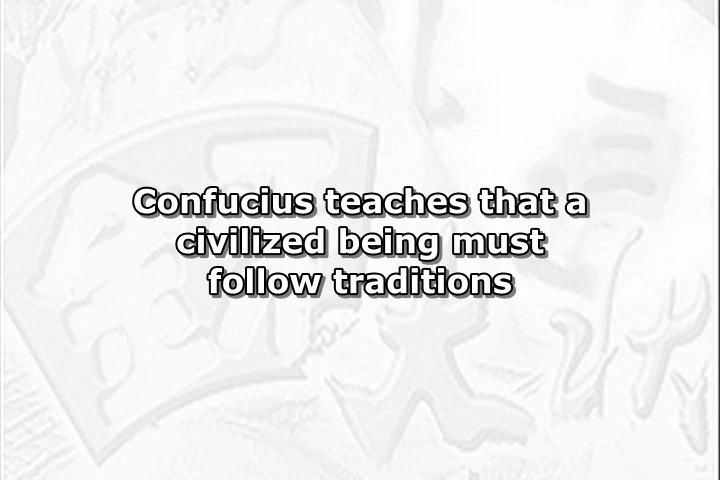 Confucius teaches that a
civilized being must
follow traditions